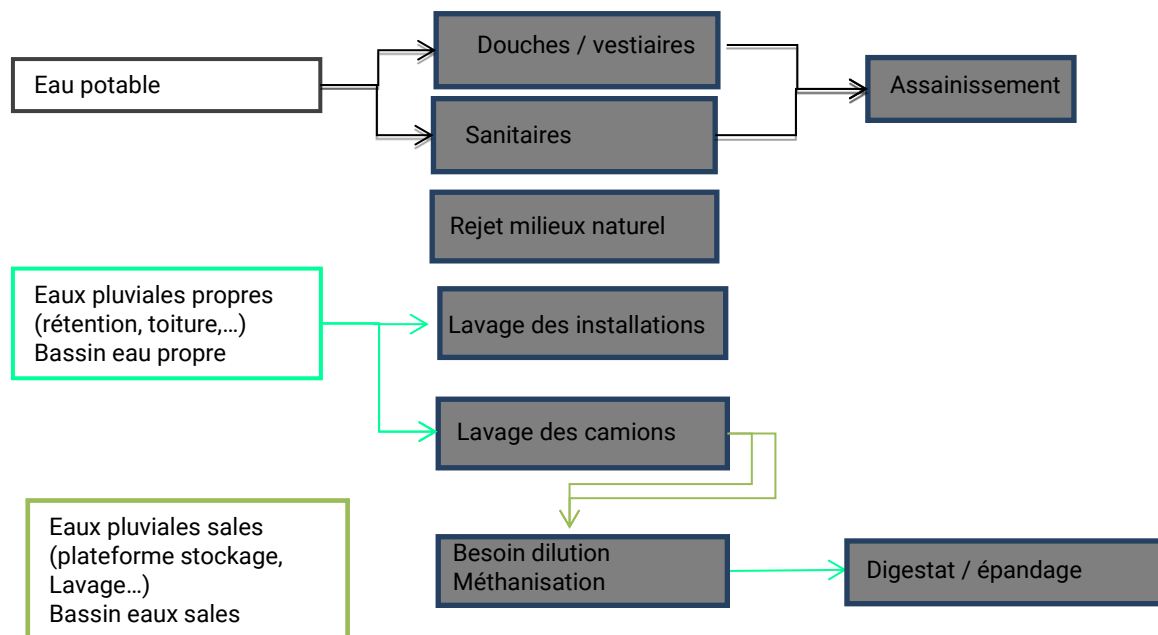 Eau potable
Douches / vestiaires
Sanitaires
Assainissement
Rejet milieux naturel
Eaux pluviales propres
(rétention, toiture,…)
Bassin eau propre
Lavage des installations
Lavage des camions
Eaux pluviales sales
(plateforme stockage,
Lavage…)
Bassin eaux sales
Besoin dilution
Méthanisation
Digestat / épandage